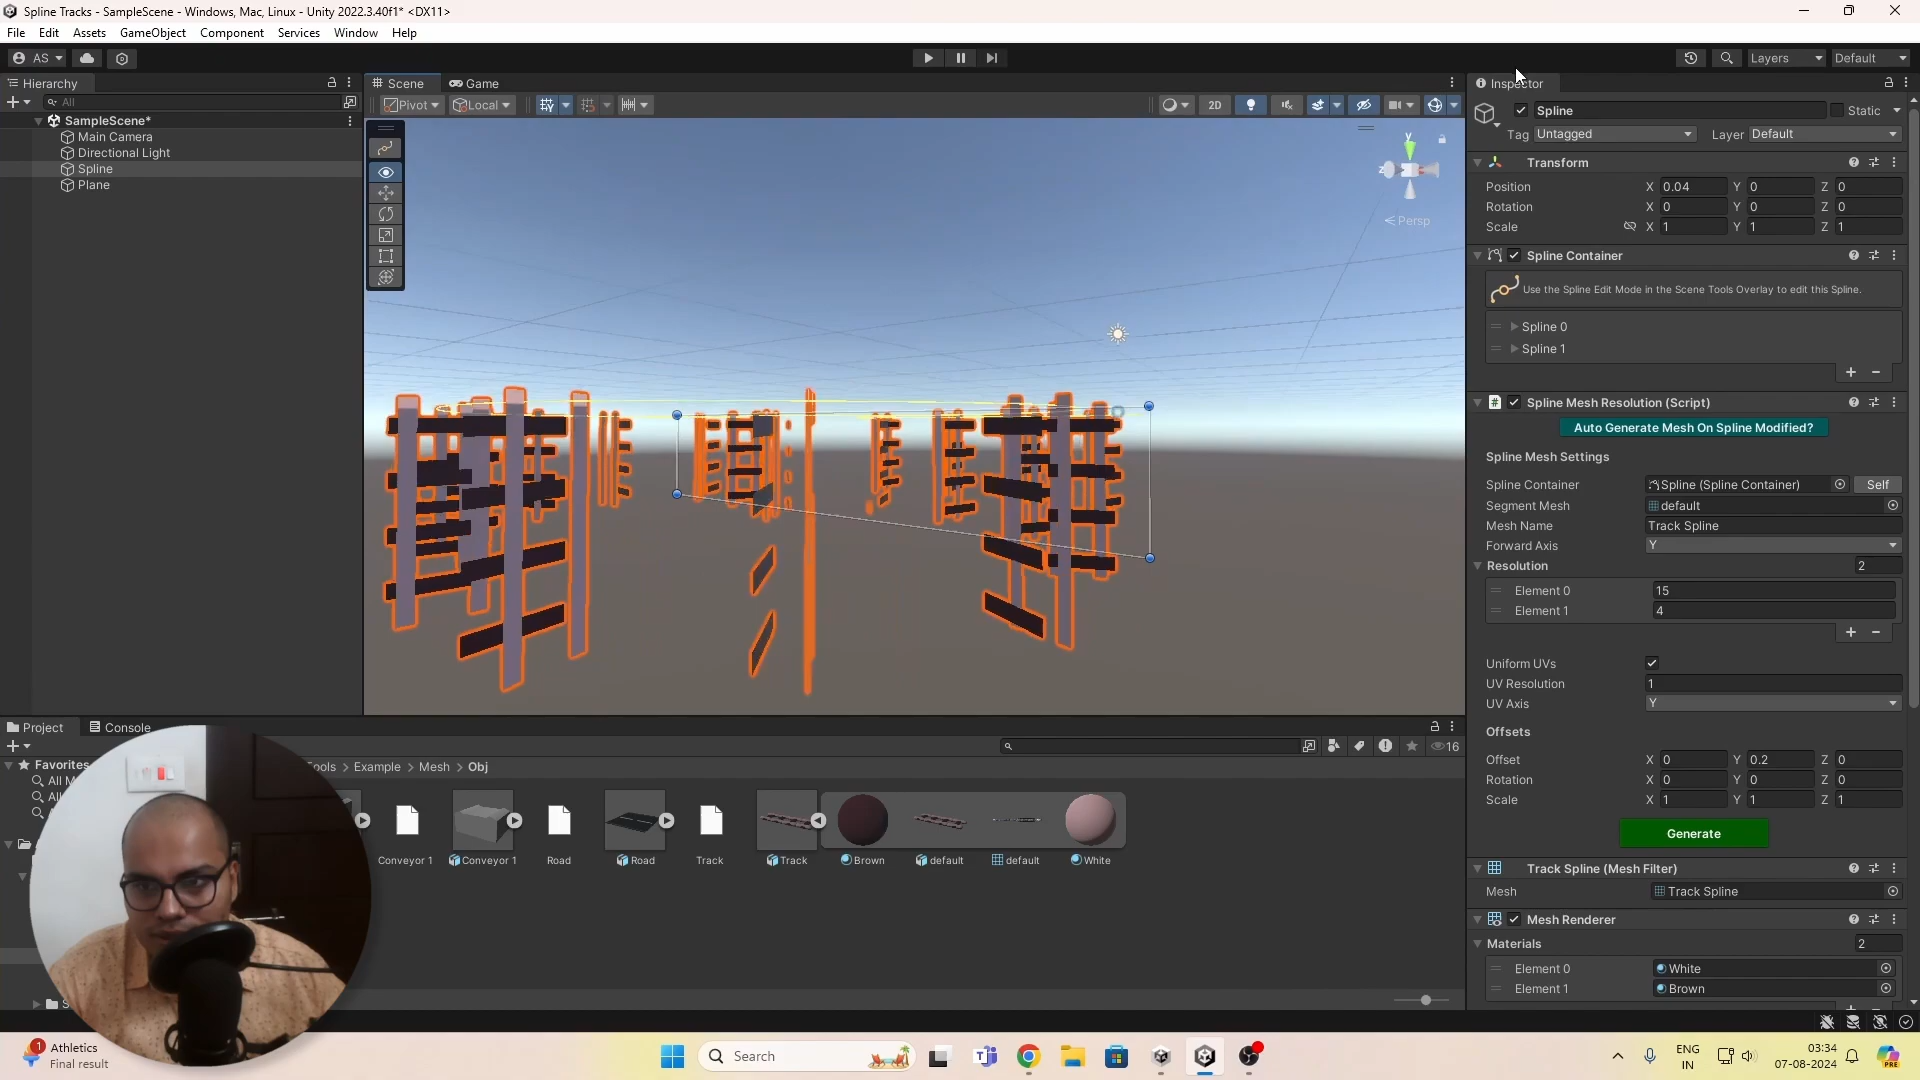 Spline Tracks - SampleScene - Windows, Mac, Linux - Unity 2022.3.40f1* <DX11>
File Edit Assets GameObject Component Services Window Help
AS Layers Default
Hierarchy
All
SampleScene*
Main Camera
Directional Light
Spline
Plane
Scene Game
Pivot Local 2D
y
z
Persp
Inspector
Spline Static
Tag Untagged Layer Default
Transform
Position X 0.04 Y 0 Z 0
Rotation X 0 Y 0 Z 0
Scale X 1 Y 1 Z 1
Spline Container
Use the Spline Edit Mode in the Scene Tools Overlay to edit this Spline.
Spline 0
Spline 1
Spline Mesh Resolution (Script)
Auto Generate Mesh On Spline Modified?
Spline Mesh Settings
Spline Container Spline (Spline Container) Self
Segment Mesh default
Mesh Name Track Spline
Forward Axis Y
Resolution 2
Element 0 15
Element 1 4
Uniform UVs
UV Resolution 1
UV Axis Y
Offsets
Offset X 0 Y 0.2 Z 0
Rotation X 0 Y 0 Z 0
Scale X 1 Y 1 Z 1
Generate
Track Spline (Mesh Filter)
Mesh Track Spline
Mesh Renderer
Materials 2
Element 0 White
Element 1 Brown
Project Console
16
Favorites
Example > Mesh > Obj
Conveyor 1 Conveyor 1 Road Road Track Track Brown default default White
Athletics
Final result
1
Search
ENG
IN
03:34
07-08-2024
PRE